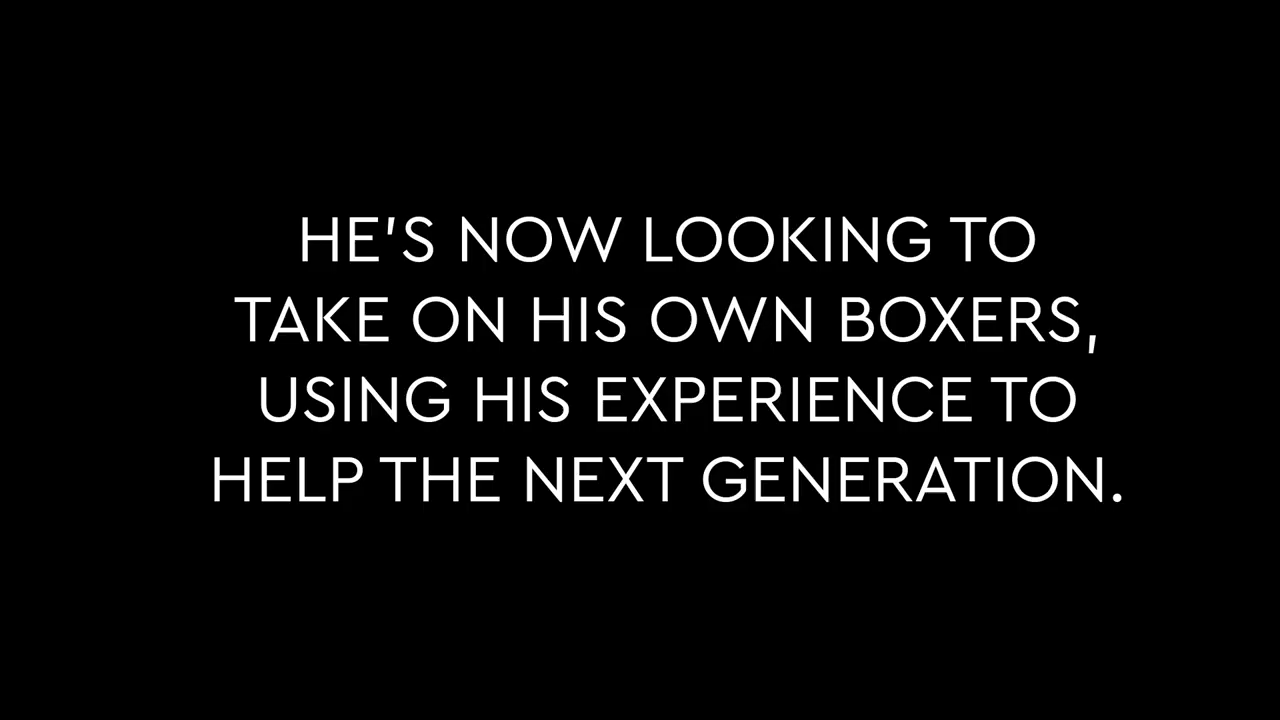 HE'S NOW LOOKING TO
TAKE ON HIS OWN BOXERS,
USING HIS EXPERIENCE TO
HELP THE NEXT GENERATION.